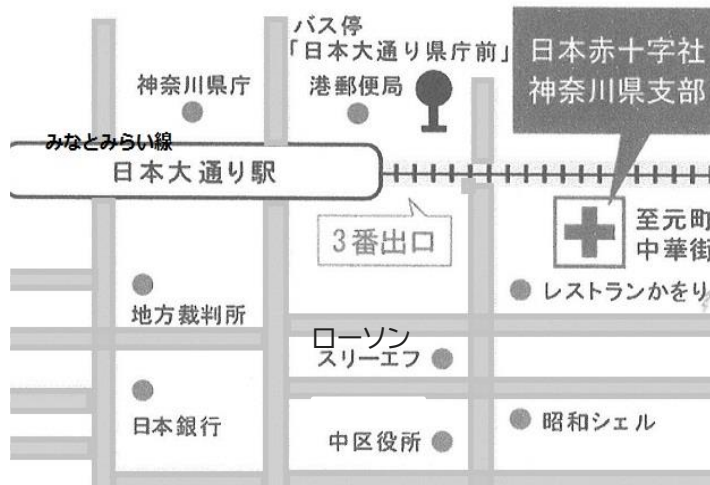 バス停
「日本大通り県庁前」
日本赤十字社
神奈川県支部
神奈川県庁
港郵便局
みなとみらい線
日本大通り駅
3番出口
至元町
中華街
レストランかをり
地方裁判所
ローソン
スリーエフ
日本銀行
中区役所
昭和シェル